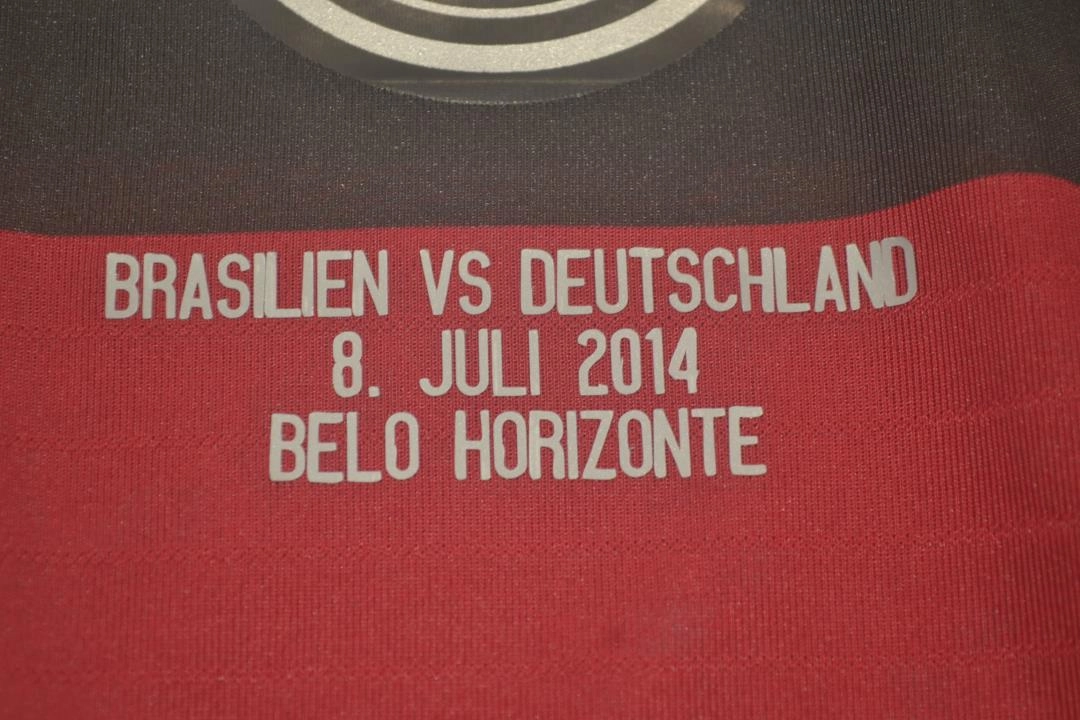 BRASILIEN VS DEUTSCHLAND
8. JULI 2014
BELO HORIZONTE